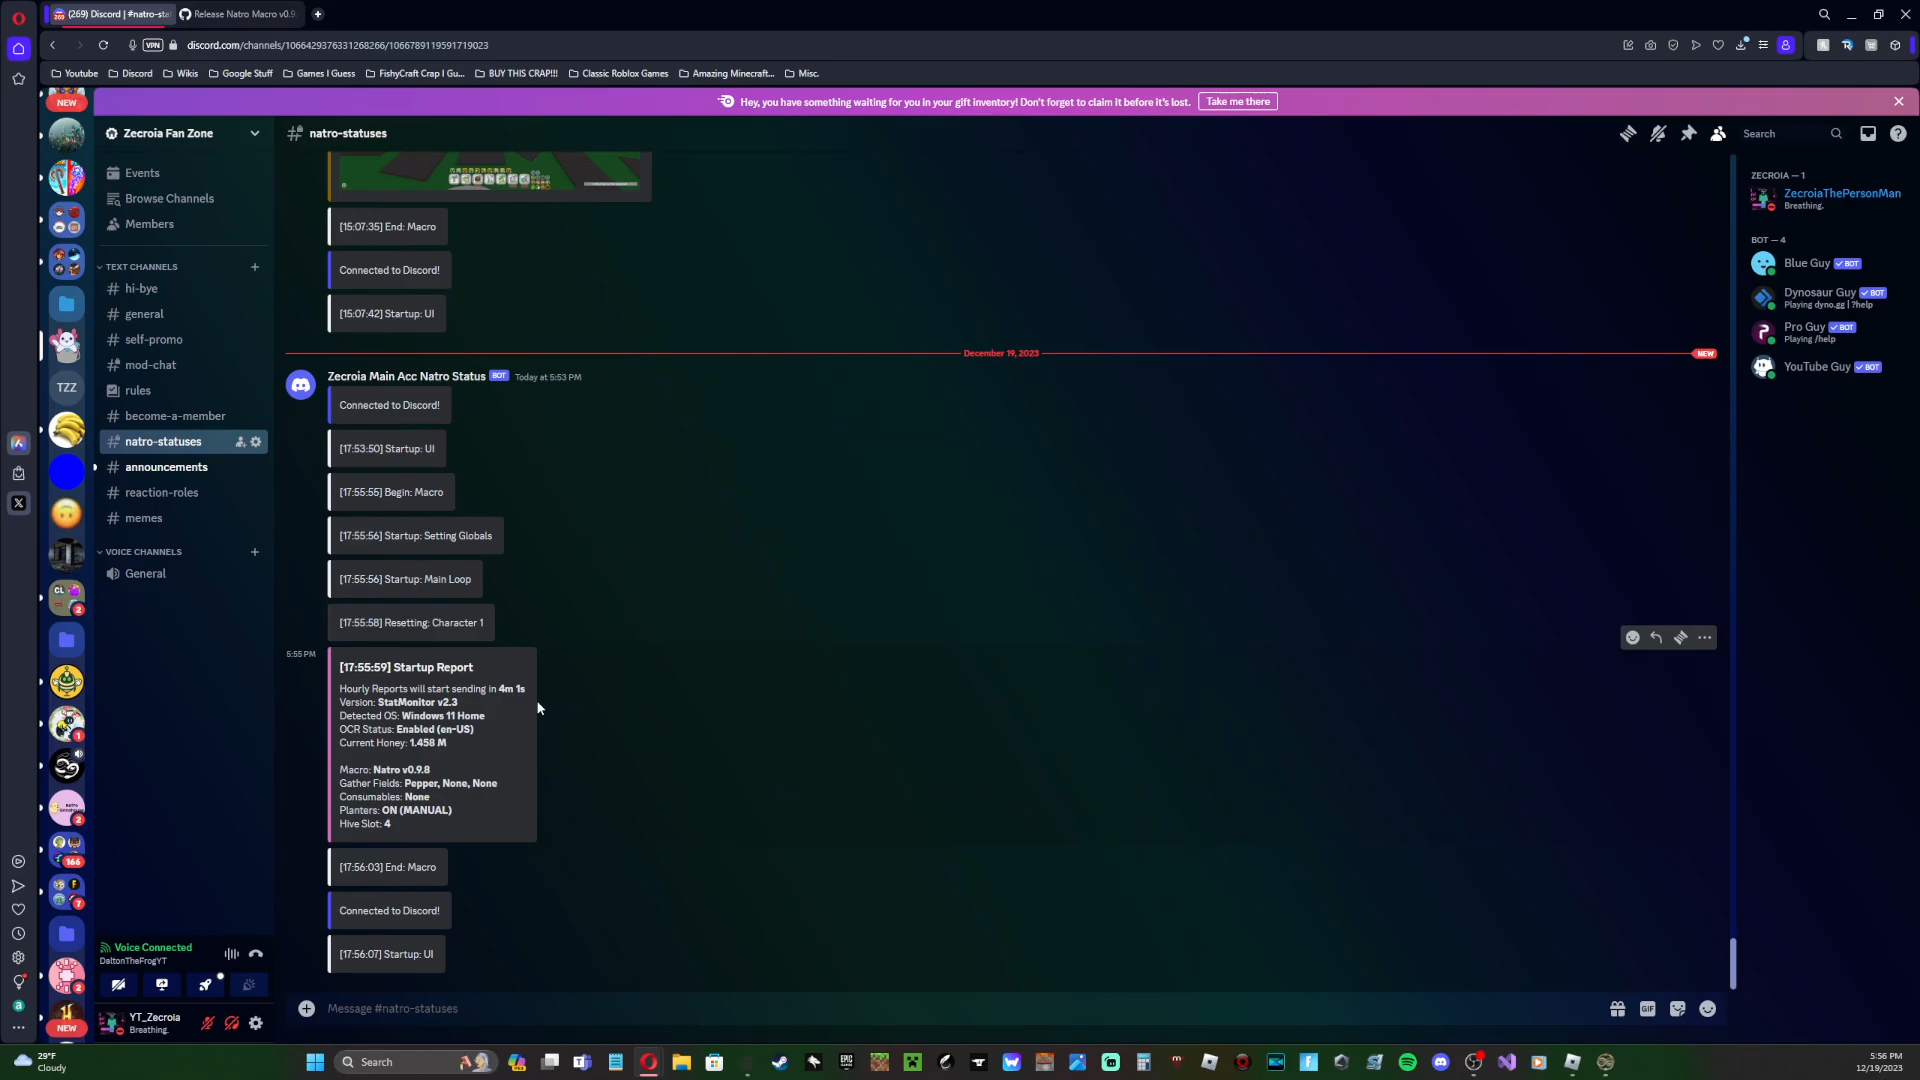 (269) Discord | #natro-stat
Release Natro Macro v0.9.
VPN
discord.com/channels/1066429376331268266/1066789119591719023
Youtube
Discord
Wikis
Google Stuff
Games I Guess
FishyCraft Crap I Gu...
BUY THIS CRAP!!!
Classic Roblox Games
Amazing Minecraft...
Misc.
Hey, you have something waiting for you in your gift inventory! Don't forget to claim it before it's lost.
Take me there
NEW
Zecroia Fan Zone
natro-statuses
Search
Events
Browse Channels
Members
TEXT CHANNELS
hi-bye
general
self-promo
mod-chat
rules
become-a-member
natro-statuses
announcements
reaction-roles
memes
VOICE CHANNELS
General
TZZ
CL
2
1
2
166
7
2
NEW
[15:07:35] End: Macro
Connected to Discord!
[15:07:42] Startup: UI
December 19, 2023
NEW
Zecroia Main Acc Natro Status BOT Today at 5:53 PM
Connected to Discord!
[17:53:50] Startup: UI
[17:55:55] Begin: Macro
[17:55:56] Startup: Setting Globals
[17:55:56] Startup: Main Loop
[17:55:58] Resetting: Character 1
5:55 PM
[17:55:59] Startup Report
Hourly Reports will start sending in 4m 1s
Version: StatMonitor v2.3
Detected OS: Windows 11 Home
OCR Status: Enabled (en-US)
Current Honey: 1.458 M
Macro: Natro v0.9.8
Gather Fields: Pepper, None, None
Consumables: None
Planters: ON (MANUAL)
Hive Slot: 4
[17:56:03] End: Macro
Connected to Discord!
[17:56:07] Startup: UI
Message #natro-statuses
GIF
ZECROIA — 1
ZecroiaThePersonMan
Breathing.
BOT — 4
Blue Guy BOT
Dynosaur Guy BOT
Playing dyno.gg | ?help
Pro Guy BOT
Playing /help
YouTube Guy BOT
Voice Connected
DaltonTheFrogYT
YT_Zecroia
Breathing.
29°F
Cloudy
Search
5:56 PM
12/19/2023